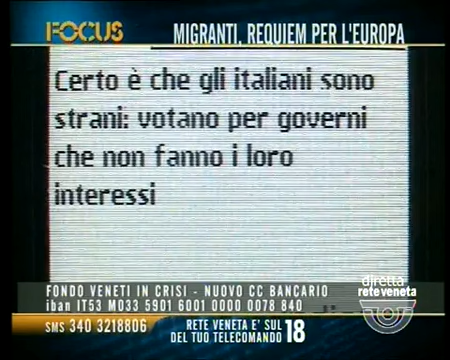 FOCUS
MIGRANTI, REQUIEM PER L'EUROPA
Certo è che gli italiani sono
strani: votano per governi
che non fanno i loro
interessi
diretta
reteveneta
FONDO VENETI IN CRISI - NUOVO CC BANCARIO
iban IT53 M033 5901 6001 0000 0078 840
SMS 340 3218806
RETE VENETA E' SUL
DEL TUO TELECOMANDO 18